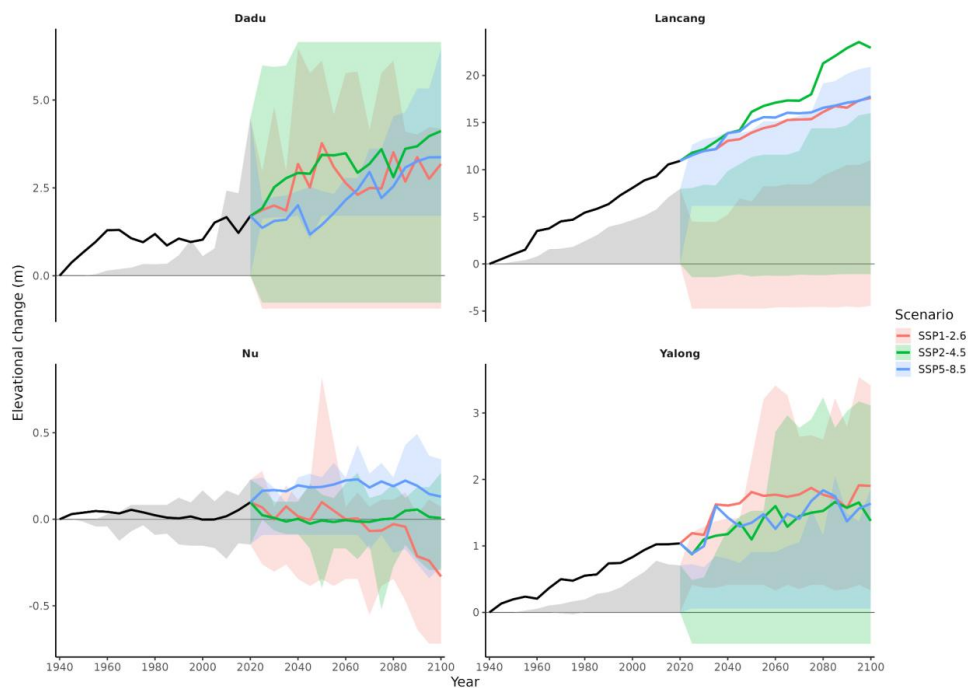 Dadu
Lancang
5.0
2.5
0.0
20
15
10
5
0
-5
Elevational change (m)
Nu
Yalong
0.5
0.0
-0.5
3
2
1
0
1940 1960 1980 2000 2020 2040 2060 2080 2100
1940 1960 1980 2000 2020 2040 2060 2080 2100
Year
Scenario
SSP1-2.6
SSP2-4.5
SSP5-8.5